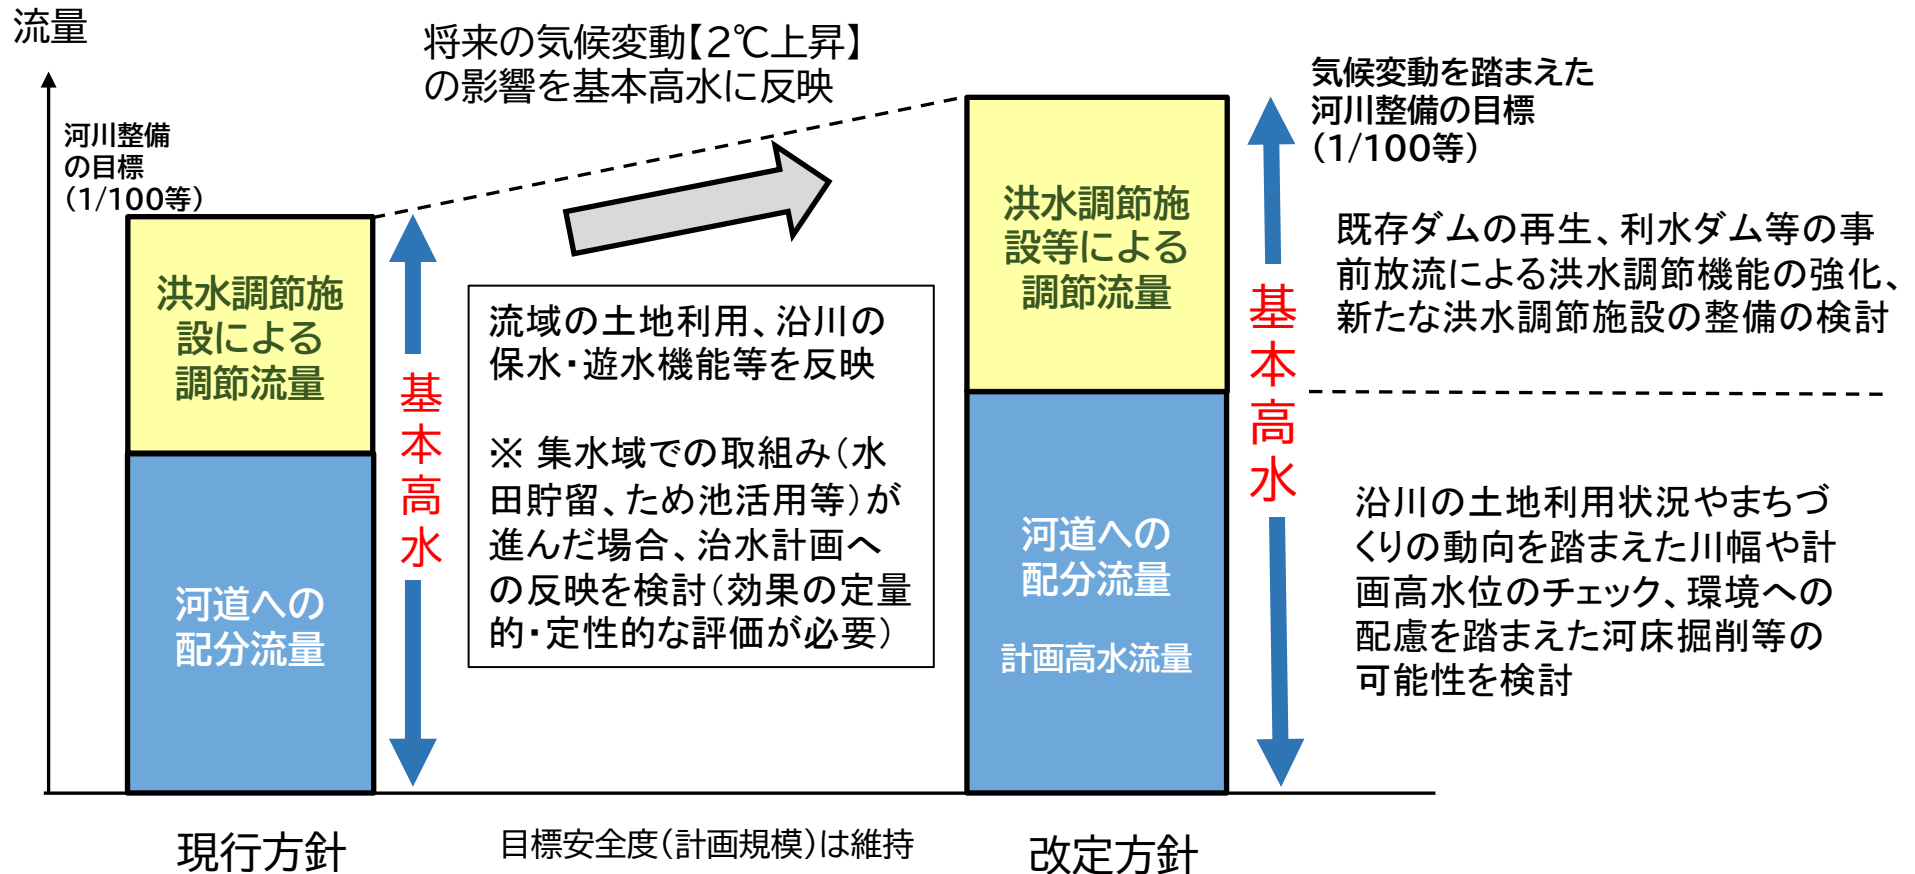 流量
将来の気候変動【2℃上昇】
の影響を基本高水に反映
河川整備
の目標
(1/100等)
洪水調節施
設による
調節流量
河道への
配分流量
基本高水
流域の土地利用、沿川の
保水・遊水機能等を反映
※ 集水域での取組み(水
田貯留、ため池活用等)が
進んだ場合、治水計画へ
の反映を検討(効果の定量
的・定性的な評価が必要)
洪水調節施
設等による
調節流量
河道への
配分流量
計画高水流量
基本高水
気候変動を踏まえた
河川整備の目標
(1/100等)
既存ダムの再生、利水ダム等の事
前放流による洪水調節機能の強化、
新たな洪水調節施設の整備の検討
沿川の土地利用状況やまちづ
くりの動向を踏まえた川幅や計
画高水位のチェック、環境への
配慮を踏まえた河床掘削等の
可能性を検討
現行方針
目標安全度(計画規模)は維持
改定方針